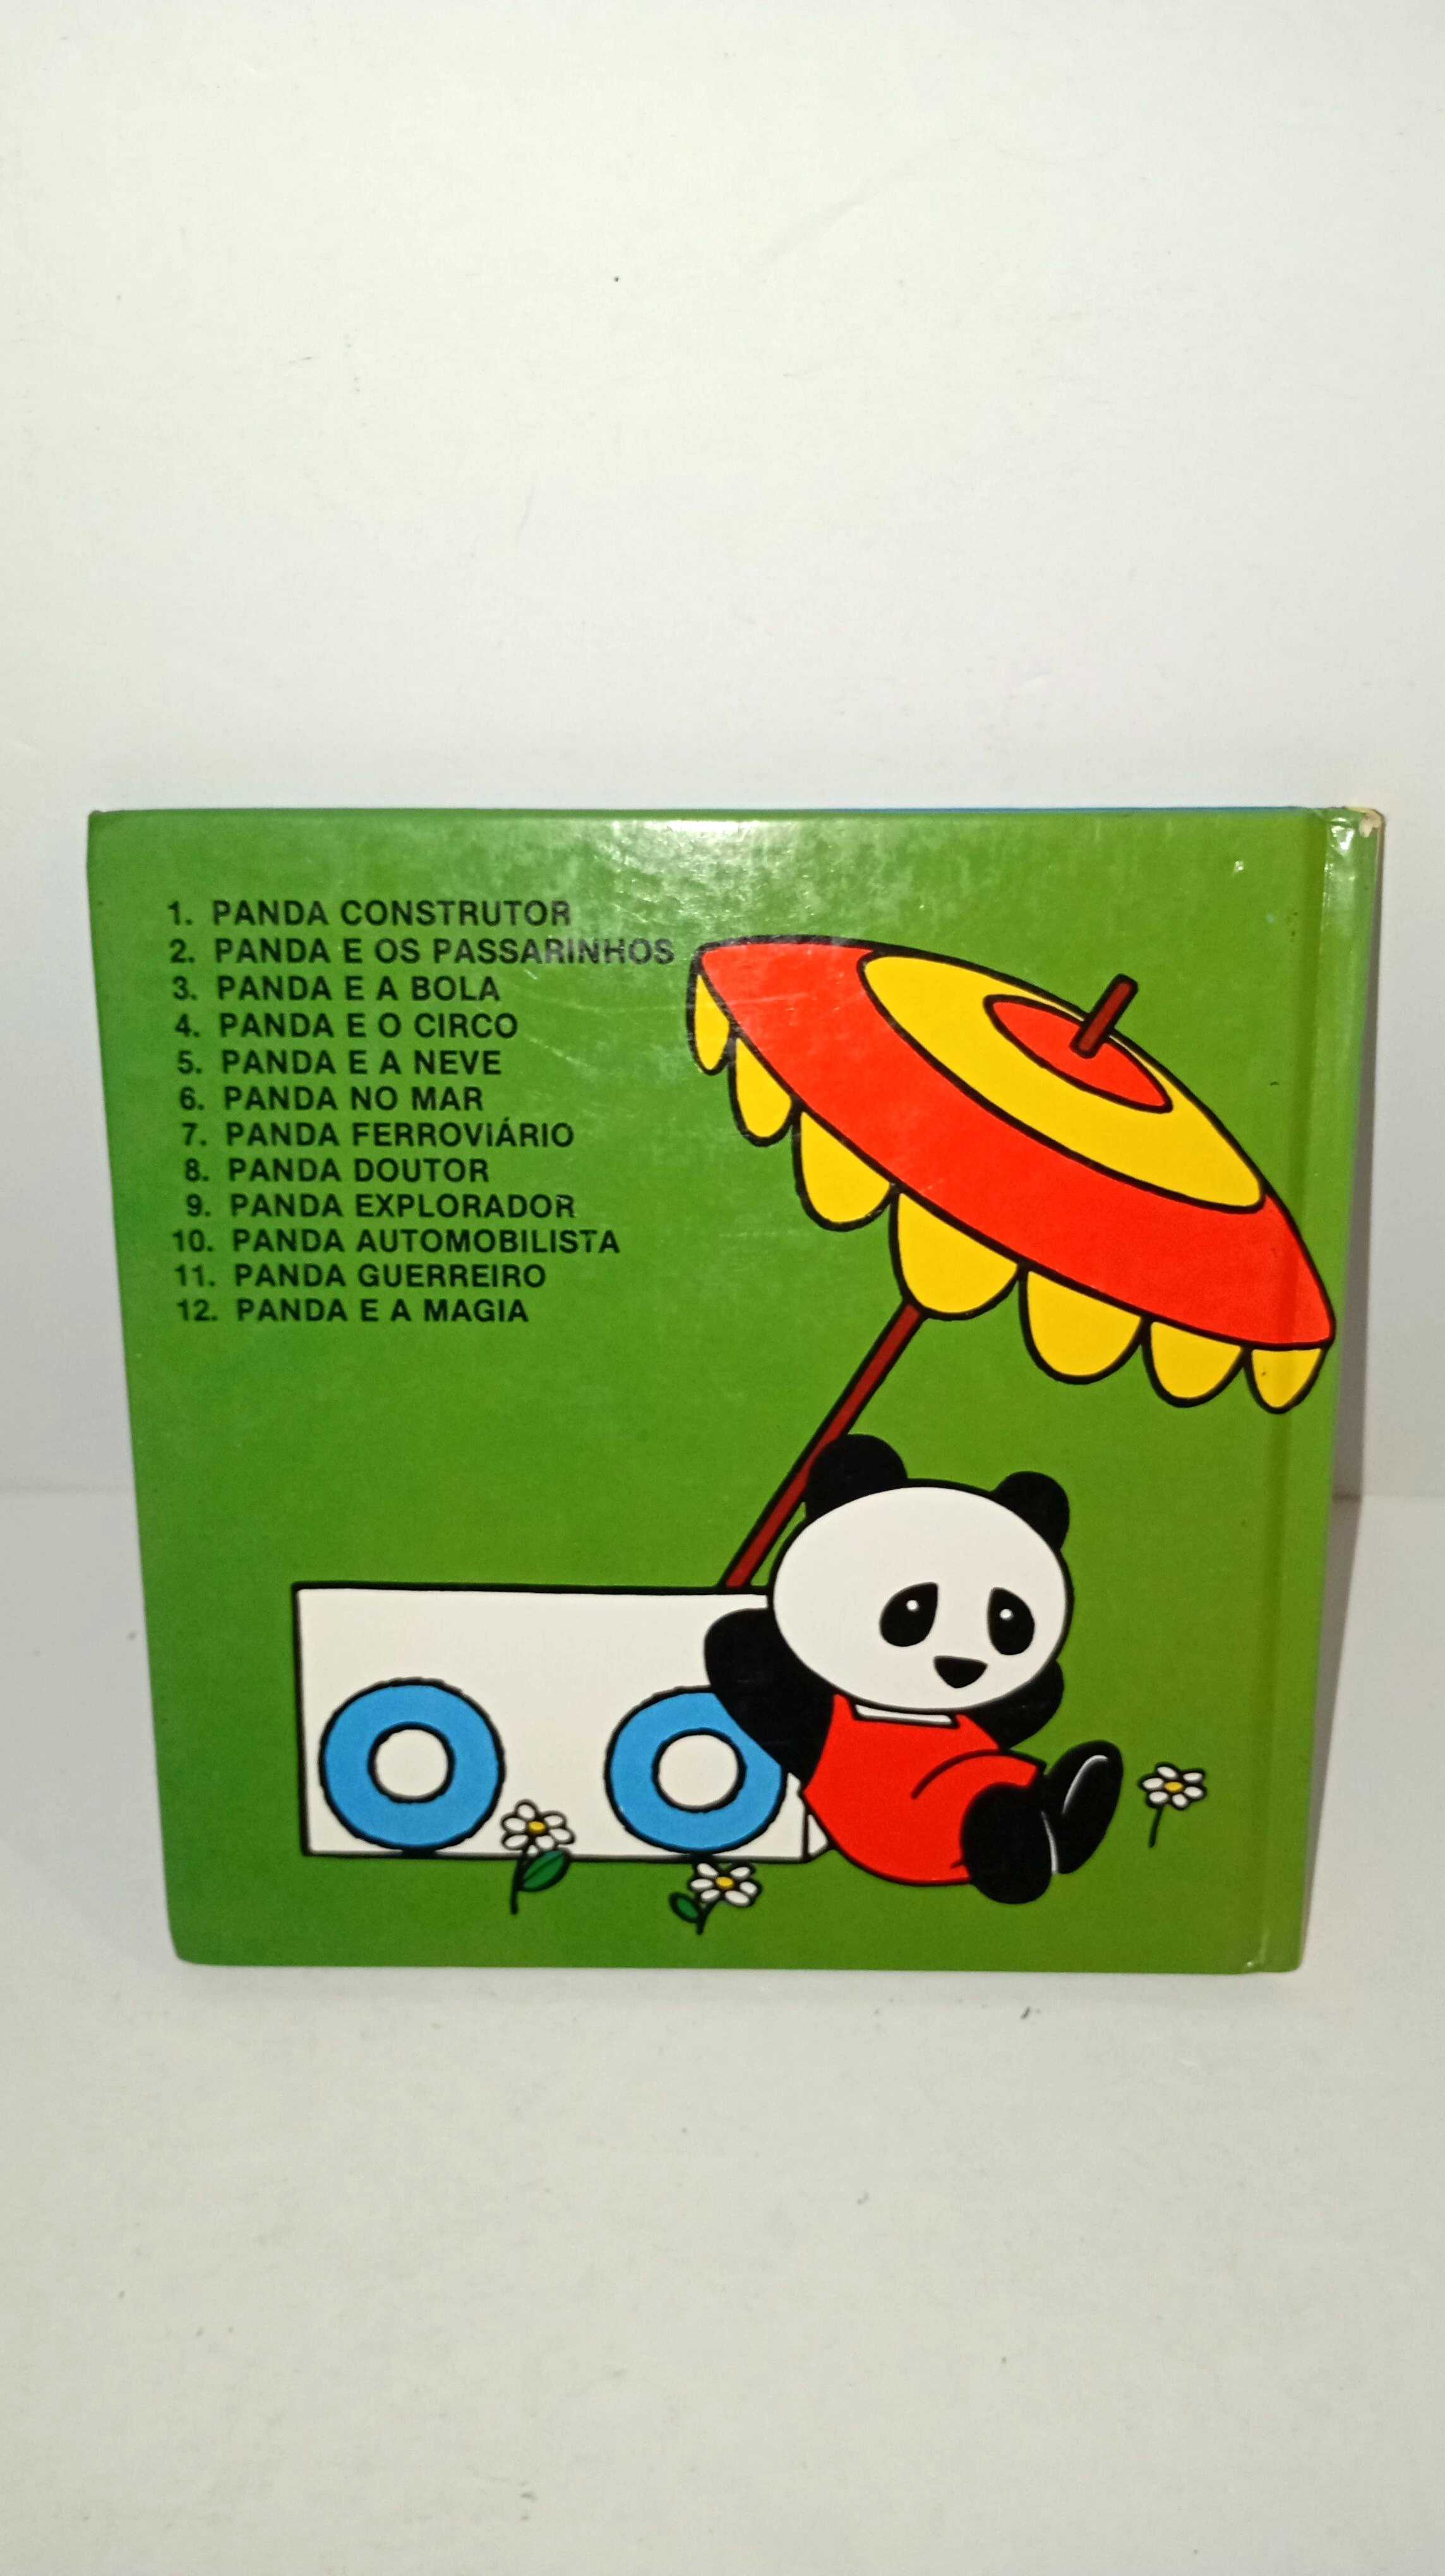 1. PANDA CONSTRUTOR
2. PANDA E OS PASSARINHOS
3. PANDA E A BOLA
4. PANDA E O CIRCO
5. PANDA E A NEVE
6. PANDA NO MAR
7. PANDA FERROVIÁRIO
8. PANDA DOUTOR
9. PANDA EXPLORADOR
10. PANDA AUTOMOBILISTA
11. PANDA GUERREIRO
12. PANDA E A MAGIA